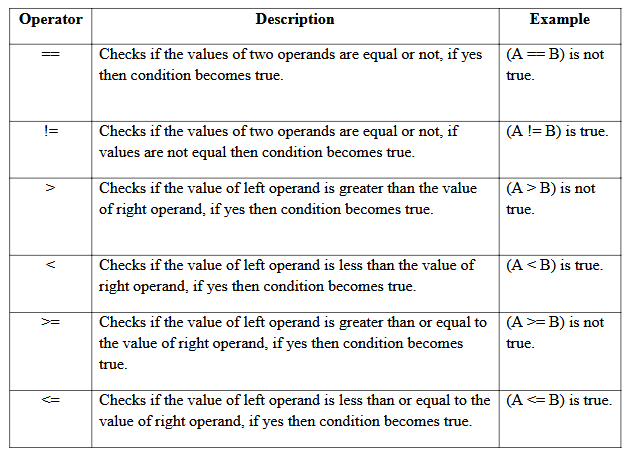 Operator Description Example
== Checks if the values of two operands are equal or not, if yes (A == B) is not
then condition becomes true. true.
!= Checks if the values of two operands are equal or not, if (A != B) is true.
values are not equal then condition becomes true.
> Checks if the value of left operand is greater than the value (A > B) is not
of right operand, if yes then condition becomes true. true.
< Checks if the value of left operand is less than the value of (A < B) is true.
right operand, if yes then condition becomes true.
>= Checks if the value of left operand is greater than or equal to (A >= B) is not
the value of right operand, if yes then condition becomes true.
true.
<= Checks if the value of left operand is less than or equal to the (A <= B) is true.
value of right operand, if yes then condition becomes true.